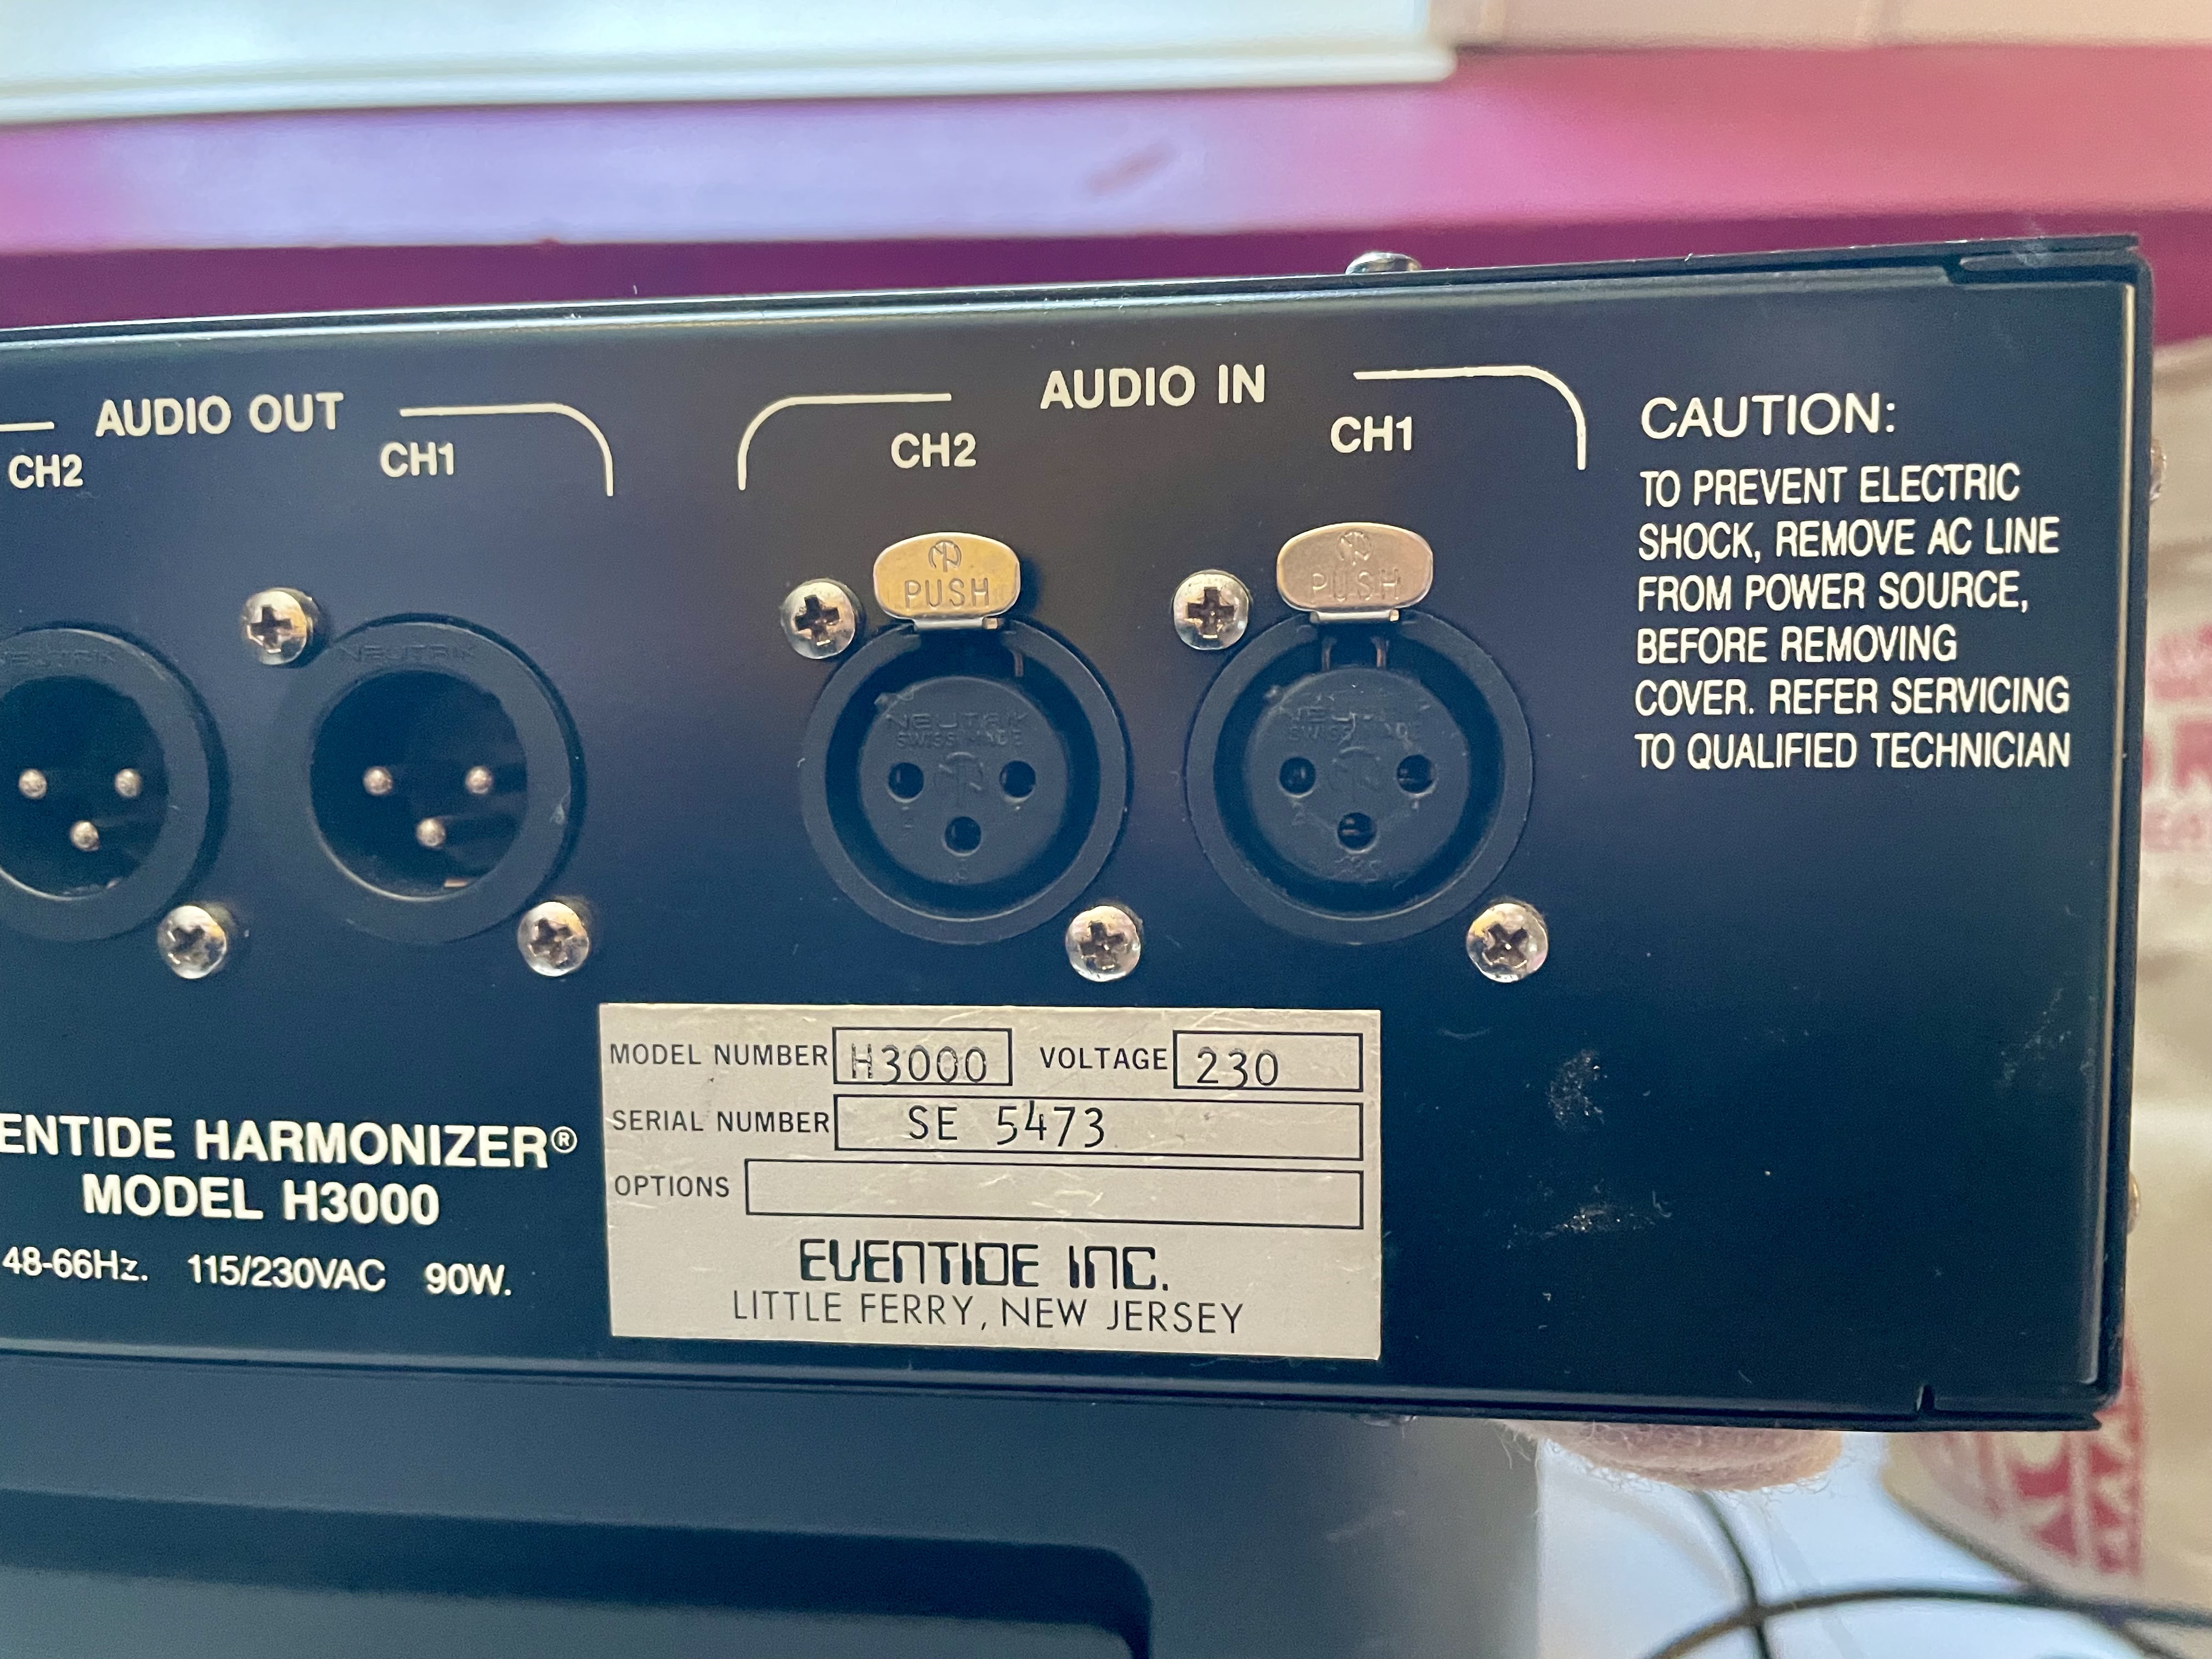 AUDIO OUT
CH2
CH1
AUDIO IN
CH2
CH1
PUSH
PUSH
NEUTRIK
NEUTRIK
NEUTRIK
SWISS MADE
CAUTION:
TO PREVENT ELECTRIC
SHOCK, REMOVE AC LINE
FROM POWER SOURCE,
BEFORE REMOVING
COVER. REFER SERVICING
TO QUALIFIED TECHNICIAN
ENTIDE HARMONIZER®
MODEL H3000
48-66Hz. 115/230VAC 90W.
MODEL NUMBER H3000 VOLTAGE 230
SERIAL NUMBER SE 5473
OPTIONS
EVENTIDE INC.
LITTLE FERRY, NEW JERSEY